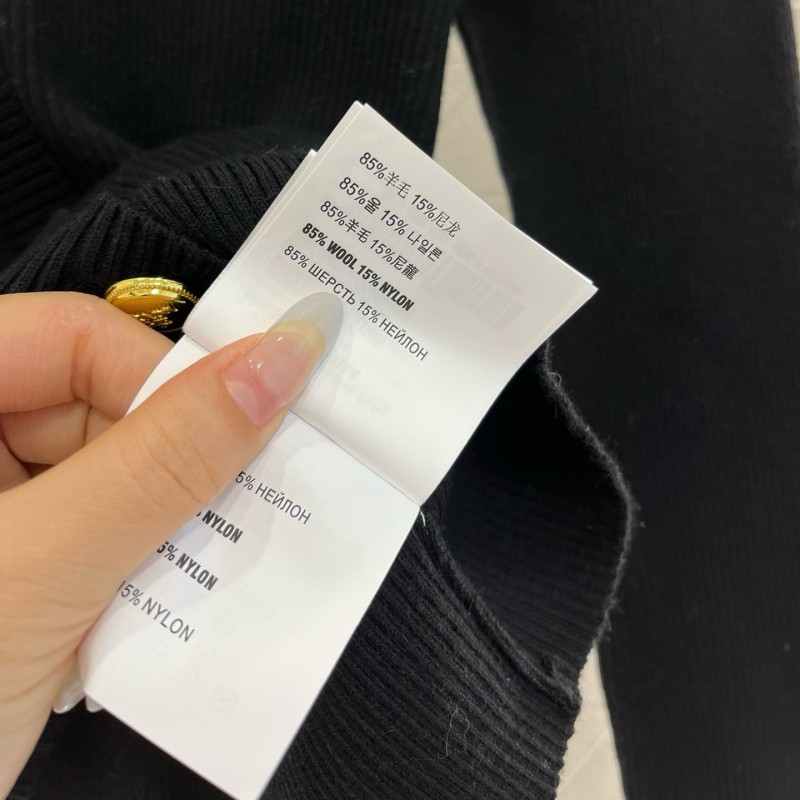 85%羊毛 15%尼龙
85%울 15% 나일론
85%羊毛 15%尼龍
85% WOOL 15% NYLON
85% ШЕРСТЬ 15% НЕЙЛОН
5% НЕЙЛОН
NYLON
5% NYLON
15% NYLON